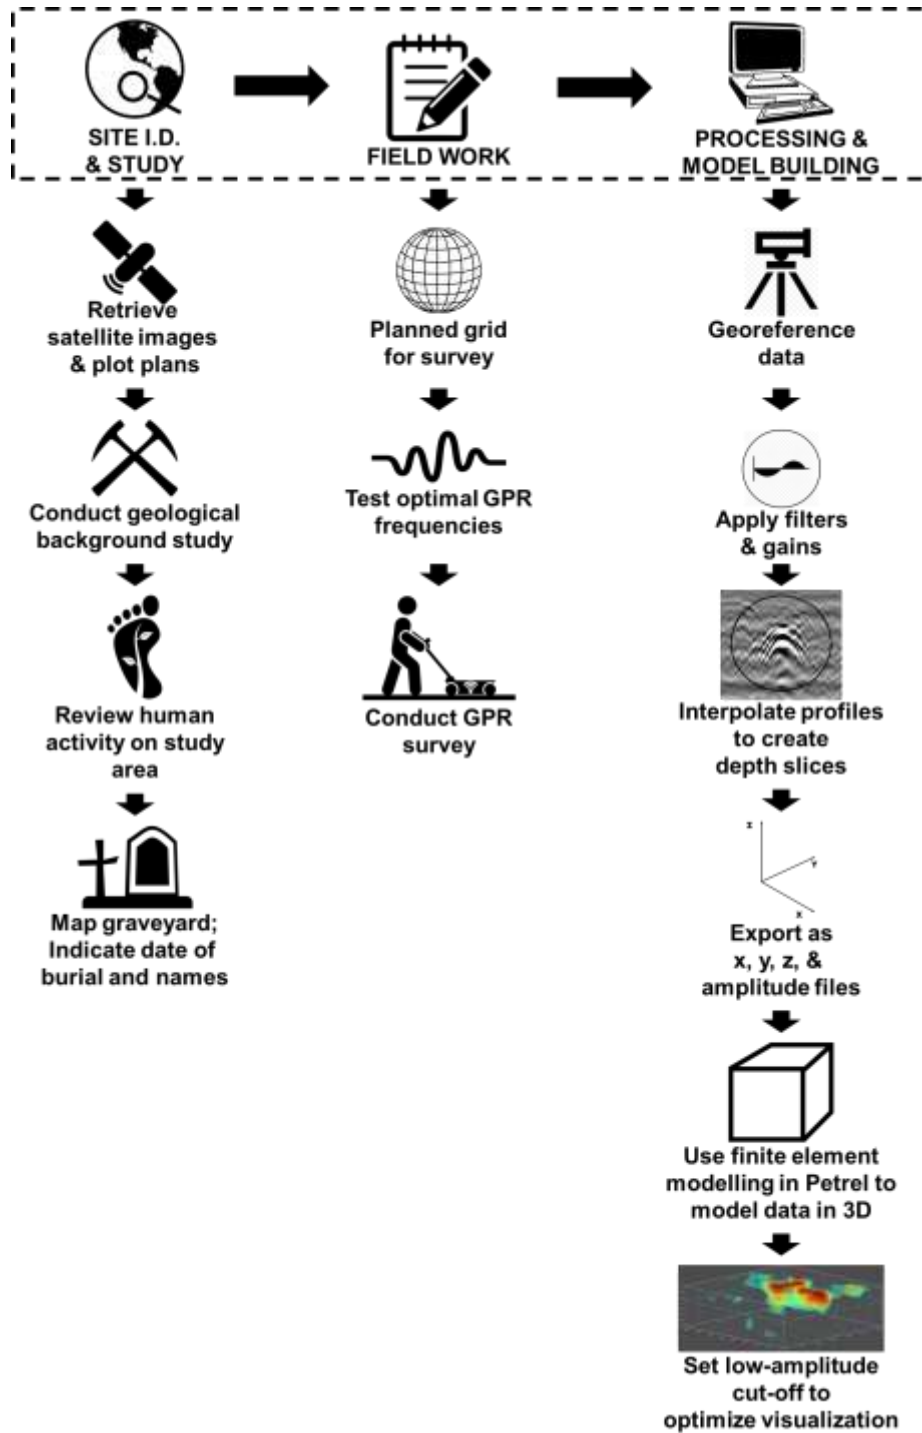 SITE I.D.
& STUDY
FIELD WORK
PROCESSING &
MODEL BUILDING
Retrieve
satellite images
& plot plans
Conduct geological
background study
Review human
activity on study
area
Map graveyard;
Indicate date of
burial and names
Planned grid
for survey
Test optimal GPR
frequencies
Conduct GPR
survey
Georeference
data
Apply filters
& gains
Interpolate profiles
to create
depth slices
z
Y
x
Export as
x, y, z, &
amplitude files
Use finite element
modelling in Petrel to
model data in 3D
Set low-amplitude
cut-off to
optimize visualization